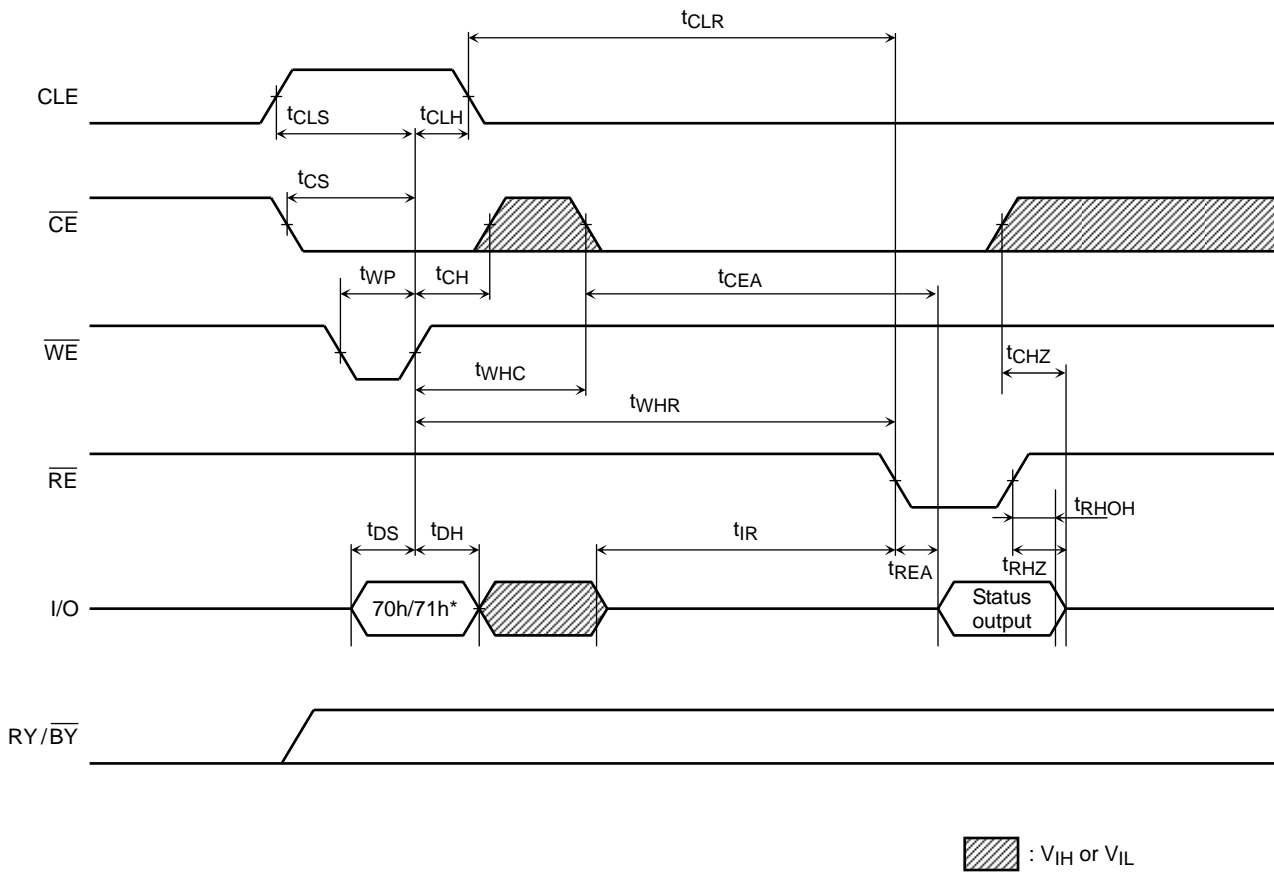 tCLR
CLE
tCLS
tCLH
tCS
CE
tWP
tCH
tCEA
WE
tCHZ
tWHC
tWHR
RE
tRHOH
tDS
tDH
tIR
tREA
tRHZ
I/O
70h/71h*
Status
output
RY/BY
: VIH or VIL